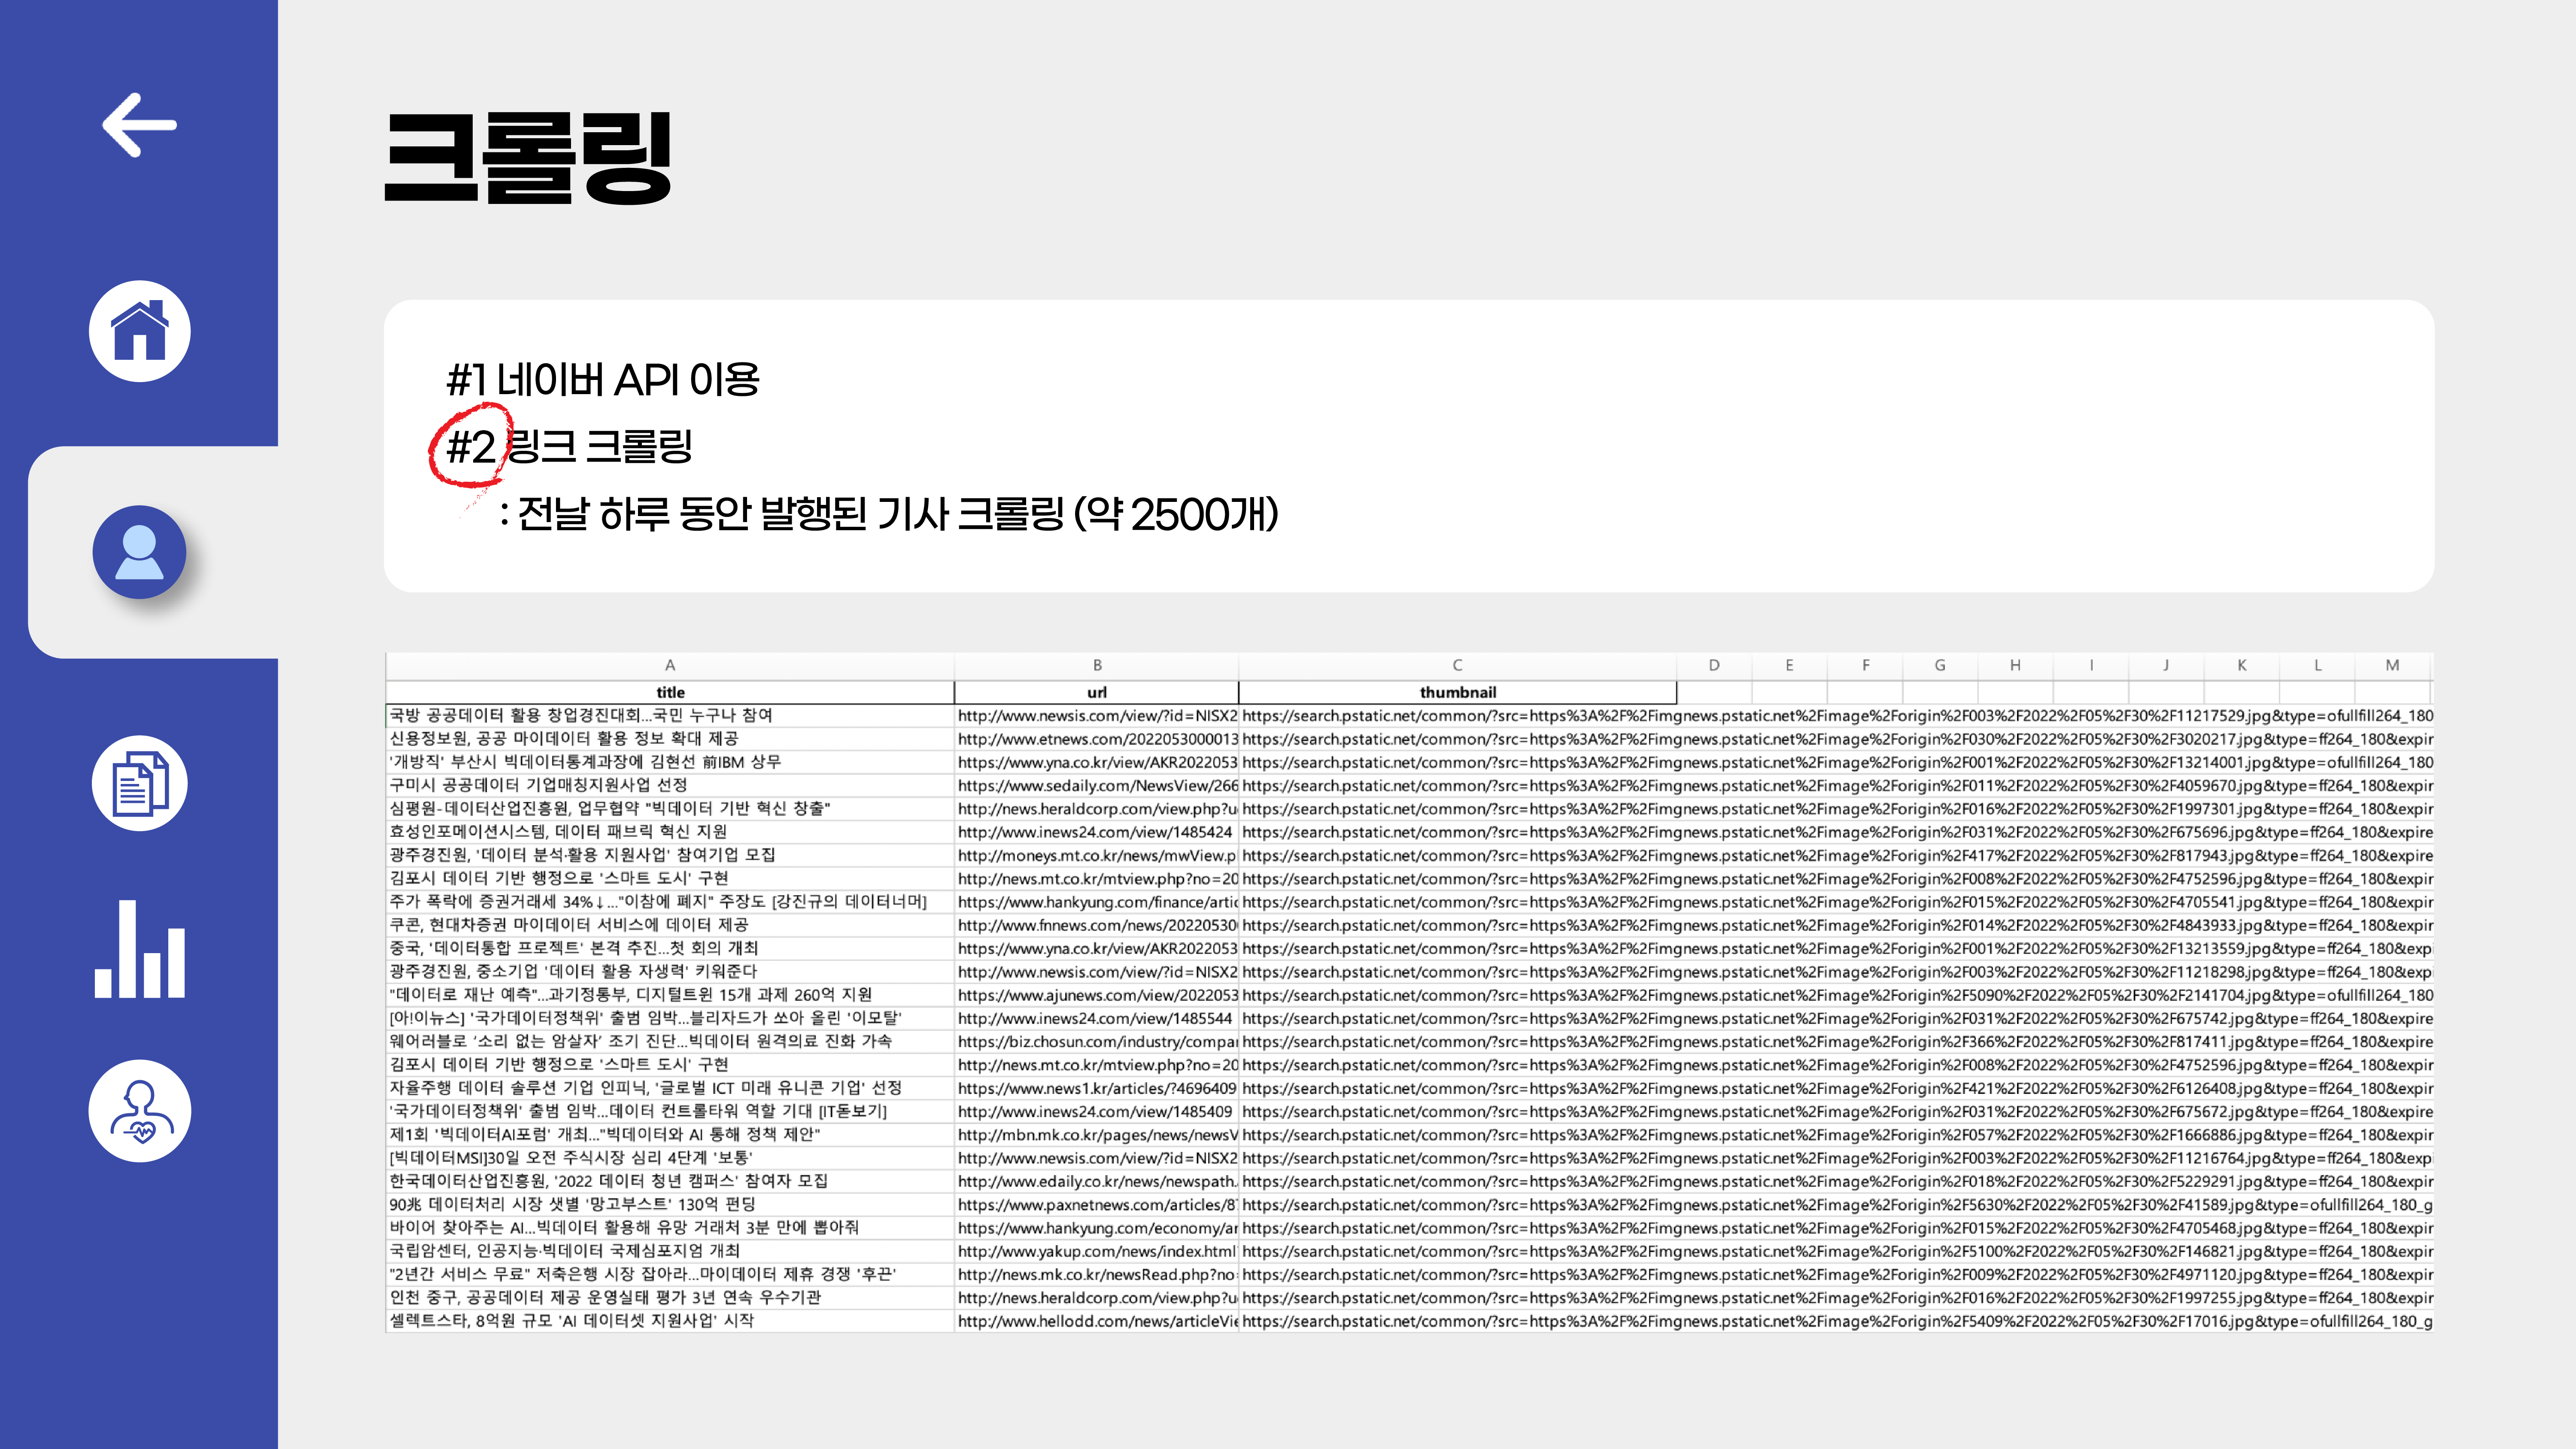 크롤링
#1 네이버 API 이용
#2 링크 크롤링
: 전날 하루 동안 발행된 기사 크롤링 (약 2500개)
A B C D E F G H I J K L M
title url thumbnail
국방 공공데이터 활용 창업경진대회...국민 누구나 참여 http://www.newsis.com/view/?id=NISX2 https://search.pstatic.net/common/?src=https%3A%2F%2Fimgnews.pstatic.net%2Fimage%2Forigin%2F003%2F2022%2F05%2F30%2F11217529.jpg&type=ofullfill264_180
신용정보원, 공공 마이데이터 활용 정보 확대 제공 http://www.etnews.com/2022053000013 https://search.pstatic.net/common/?src=https%3A%2F%2Fimgnews.pstatic.net%2Fimage%2Forigin%2F030%2F2022%2F05%2F30%2F3020217.jpg&type=ff264_180&expir
'개방직' 부산시 빅데이터통계과장에 김현선 前IBM 상무 https://www.yna.co.kr/view/AKR2022053 https://search.pstatic.net/common/?src=https%3A%2F%2Fimgnews.pstatic.net%2Fimage%2Forigin%2F001%2F2022%2F05%2F30%2F13214001.jpg&type=ofullfill264_180
구미시 공공데이터 기업매칭지원사업 선정 https://www.sedaily.com/NewsView/266 https://search.pstatic.net/common/?src=https%3A%2F%2Fimgnews.pstatic.net%2Fimage%2Forigin%2F011%2F2022%2F05%2F30%2F4059670.jpg&type=ff264_180&expir
심평원-데이터산업진흥원, 업무협약 "빅데이터 기반 혁신 창출" http://news.heraldcorp.com/view.php?u https://search.pstatic.net/common/?src=https%3A%2F%2Fimgnews.pstatic.net%2Fimage%2Forigin%2F016%2F2022%2F05%2F30%2F1997301.jpg&type=ff264_180&expir
효성인포메이션시스템, 데이터 패브릭 혁신 지원 http://www.inews24.com/view/1485424 https://search.pstatic.net/common/?src=https%3A%2F%2Fimgnews.pstatic.net%2Fimage%2Forigin%2F031%2F2022%2F05%2F30%2F675696.jpg&type=ff264_180&expire
광주경진원, '데이터 분석·활용 지원사업' 참여기업 모집 http://moneys.mt.co.kr/news/mwView.p https://search.pstatic.net/common/?src=https%3A%2F%2Fimgnews.pstatic.net%2Fimage%2Forigin%2F417%2F2022%2F05%2F30%2F817943.jpg&type=ff264_180&expire
김포시 데이터 기반 행정으로 '스마트 도시' 구현 http://news.mt.co.kr/mtview.php?no=20 https://search.pstatic.net/common/?src=https%3A%2F%2Fimgnews.pstatic.net%2Fimage%2Forigin%2F008%2F2022%2F05%2F30%2F4752596.jpg&type=ff264_180&expir
주가 폭락에 증권거래세 34%↓..."이참에 폐지" 주장도 [강진규의 데이터너머] https://www.hankyung.com/finance/artic https://search.pstatic.net/common/?src=https%3A%2F%2Fimgnews.pstatic.net%2Fimage%2Forigin%2F015%2F2022%2F05%2F30%2F4705541.jpg&type=ff264_180&expir
쿠콘, 현대차증권 마이데이터 서비스에 데이터 제공 https://www.fnnews.com/news/20220530 https://search.pstatic.net/common/?src=https%3A%2F%2Fimgnews.pstatic.net%2Fimage%2Forigin%2F014%2F2022%2F05%2F30%2F4843933.jpg&type=ff264_180&expir
중국, '데이터통합 프로젝트' 본격 추진...첫 회의 개최 https://www.yna.co.kr/view/AKR2022053 https://search.pstatic.net/common/?src=https%3A%2F%2Fimgnews.pstatic.net%2Fimage%2Forigin%2F001%2F2022%2F05%2F30%2F13213559.jpg&type=ff264_180&expi
광주경진원, 중소기업 '데이터 활용 자생력' 키워준다 http://www.newsis.com/view/?id=NISX2 https://search.pstatic.net/common/?src=https%3A%2F%2Fimgnews.pstatic.net%2Fimage%2Forigin%2F003%2F2022%2F05%2F30%2F11218298.jpg&type=ff264_180&exp
"데이터로 재난 예측"...과기정통부, 디지털트윈 15개 과제 260억 지원 https://www.ajunews.com/view/2022053 https://search.pstatic.net/common/?src=https%3A%2F%2Fimgnews.pstatic.net%2Fimage%2Forigin%2F5090%2F2022%2F05%2F30%2F2141704.jpg&type=ofullfill264_180
[아!이뉴스] '국가데이터정책위' 출범 임박...블리자드가 쏘아 올린 '이모탈' http://www.inews24.com/view/1485544 https://search.pstatic.net/common/?src=https%3A%2F%2Fimgnews.pstatic.net%2Fimage%2Forigin%2F031%2F2022%2F05%2F30%2F675742.jpg&type=ff264_180&expire
웨어러블로 '소리 없는 암살자' 조기 진단...빅데이터 원격의료 진화 가속 https://biz.chosun.com/industry/compa https://search.pstatic.net/common/?src=https%3A%2F%2Fimgnews.pstatic.net%2Fimage%2Forigin%2F366%2F2022%2F05%2F30%2F817411.jpg&type=ff264_180&expire
김포시 데이터 기반 행정으로 '스마트 도시' 구현 http://news.mt.co.kr/mtview.php?no=20 https://search.pstatic.net/common/?src=https%3A%2F%2Fimgnews.pstatic.net%2Fimage%2Forigin%2F008%2F2022%2F05%2F30%2F4752596.jpg&type=ff264_180&expir
자율주행 데이터 솔루션 기업 인피닉, '글로벌 ICT 미래 유니콘 기업' 선정 https://www.news1.kr/articles/?4696409 https://search.pstatic.net/common/?src=https%3A%2F%2Fimgnews.pstatic.net%2Fimage%2Forigin%2F421%2F2022%2F05%2F30%2F6126408.jpg&type=ff264_180&expir
'국가데이터정책위' 출범 임박...데이터 컨트롤타워 역할 기대 [IT돋보기] http://www.inews24.com/view/1485409 https://search.pstatic.net/common/?src=https%3A%2F%2Fimgnews.pstatic.net%2Fimage%2Forigin%2F031%2F2022%2F05%2F30%2F675672.jpg&type=ff264_180&expire
제1회 '빅데이터AI포럼' 개최..."빅데이터와 AI 통해 정책 제안" http://mbn.mk.co.kr/pages/news/newsV https://search.pstatic.net/common/?src=https%3A%2F%2Fimgnews.pstatic.net%2Fimage%2Forigin%2F057%2F2022%2F05%2F30%2F1666886.jpg&type=ff264_180&expir
[빅데이터MSI]30일 오전 주식시장 심리 4단계 '보통' http://www.newsis.com/view/?id=NISX2 https://search.pstatic.net/common/?src=https%3A%2F%2Fimgnews.pstatic.net%2Fimage%2Forigin%2F003%2F2022%2F05%2F30%2F11216764.jpg&type=ff264_180&exp
한국데이터산업진흥원, '2022 데이터 청년 캠퍼스' 참여자 모집 http://www.edaily.co.kr/news/newspath. https://search.pstatic.net/common/?src=https%3A%2F%2Fimgnews.pstatic.net%2Fimage%2Forigin%2F018%2F2022%2F05%2F30%2F5229291.jpg&type=ff264_180&expir
90兆 데이터처리 시장 샛별 '망고부스트' 130억 펀딩 https://www.paxnetnews.com/articles/8 https://search.pstatic.net/common/?src=https%3A%2F%2Fimgnews.pstatic.net%2Fimage%2Forigin%2F5630%2F2022%2F05%2F30%2F41589.jpg&type=ofullfill264_180_g
바이어 찾아주는 AI...빅데이터 활용해 유망 거래처 3분 만에 뽑아줘 https://www.hankyung.com/economy/ar https://search.pstatic.net/common/?src=https%3A%2F%2Fimgnews.pstatic.net%2Fimage%2Forigin%2F015%2F2022%2F05%2F30%2F4705468.jpg&type=ff264_180&expir
국립암센터, 인공지능·빅데이터 국제심포지엄 개최 http://www.yakup.com/news/index.html https://search.pstatic.net/common/?src=https%3A%2F%2Fimgnews.pstatic.net%2Fimage%2Forigin%2F5100%2F2022%2F05%2F30%2F146821.jpg&type=ff264_180&expir
"2년간 서비스 무료" 저축은행 시장 잡아라...마이데이터 제휴 경쟁 '후끈' http://news.mk.co.kr/newsRead.php?no https://search.pstatic.net/common/?src=https%3A%2F%2Fimgnews.pstatic.net%2Fimage%2Forigin%2F009%2F2022%2F05%2F30%2F4971120.jpg&type=ff264_180&expir
인천 중구, 공공데이터 제공 운영실태 평가 3년 연속 우수기관 http://news.heraldcorp.com/view.php?u https://search.pstatic.net/common/?src=https%3A%2F%2Fimgnews.pstatic.net%2Fimage%2Forigin%2F016%2F2022%2F05%2F30%2F1997255.jpg&type=ff264_180&expir
셀렉트스타, 8억원 규모 'AI 데이터셋 지원사업' 시작 http://www.hellodd.com/news/articleVie https://search.pstatic.net/common/?src=https%3A%2F%2Fimgnews.pstatic.net%2Fimage%2Forigin%2F5409%2F2022%2F05%2F30%2F17016.jpg&type=ofullfill264_180_g